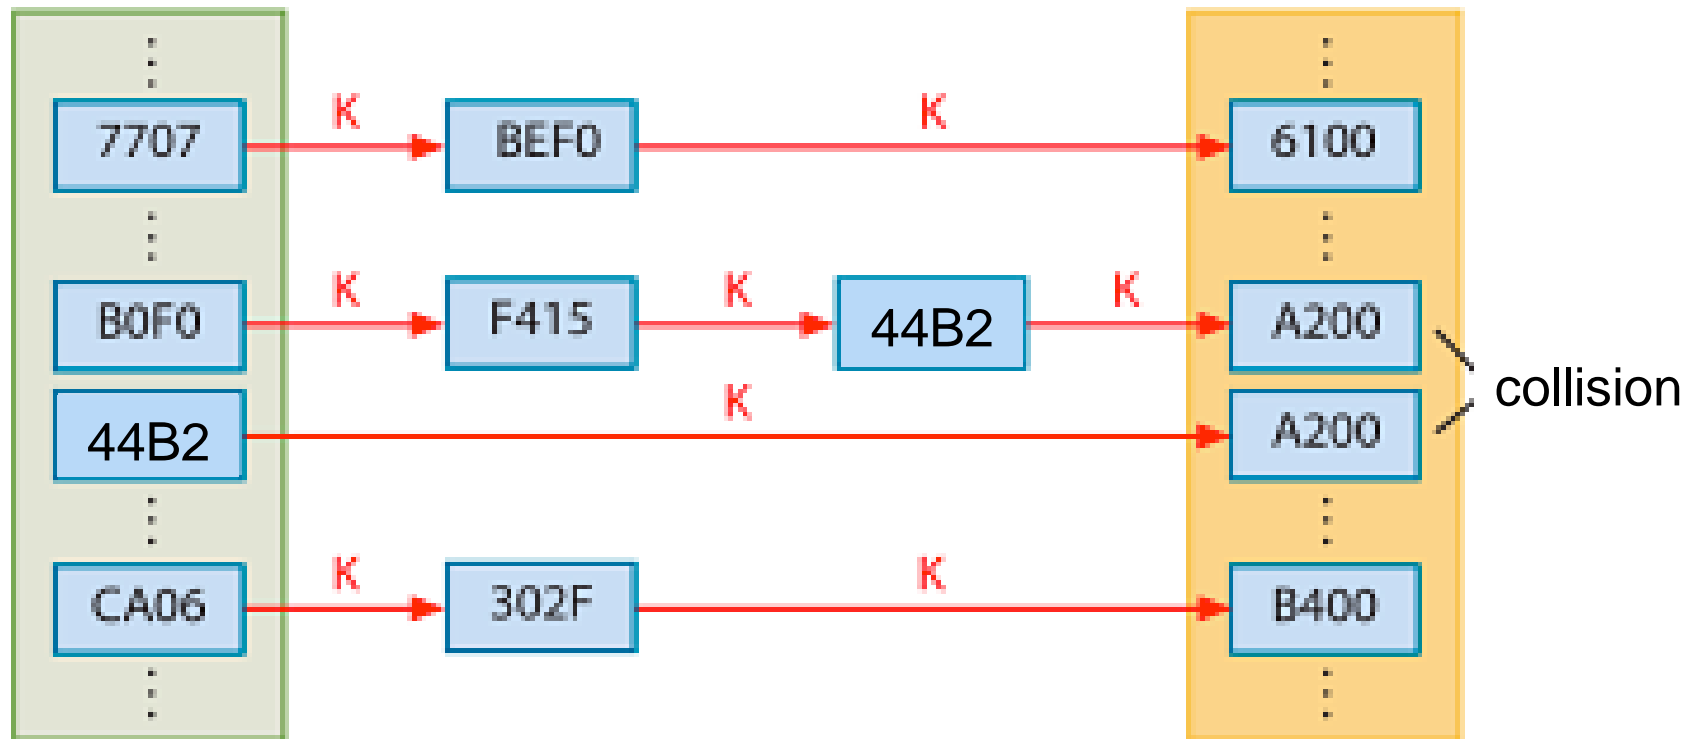 K K
7707 BEF0 6100
K K K
B0F0 F415 44B2 A200
collision
K
44B2 A200
K K
CA06 302F B400